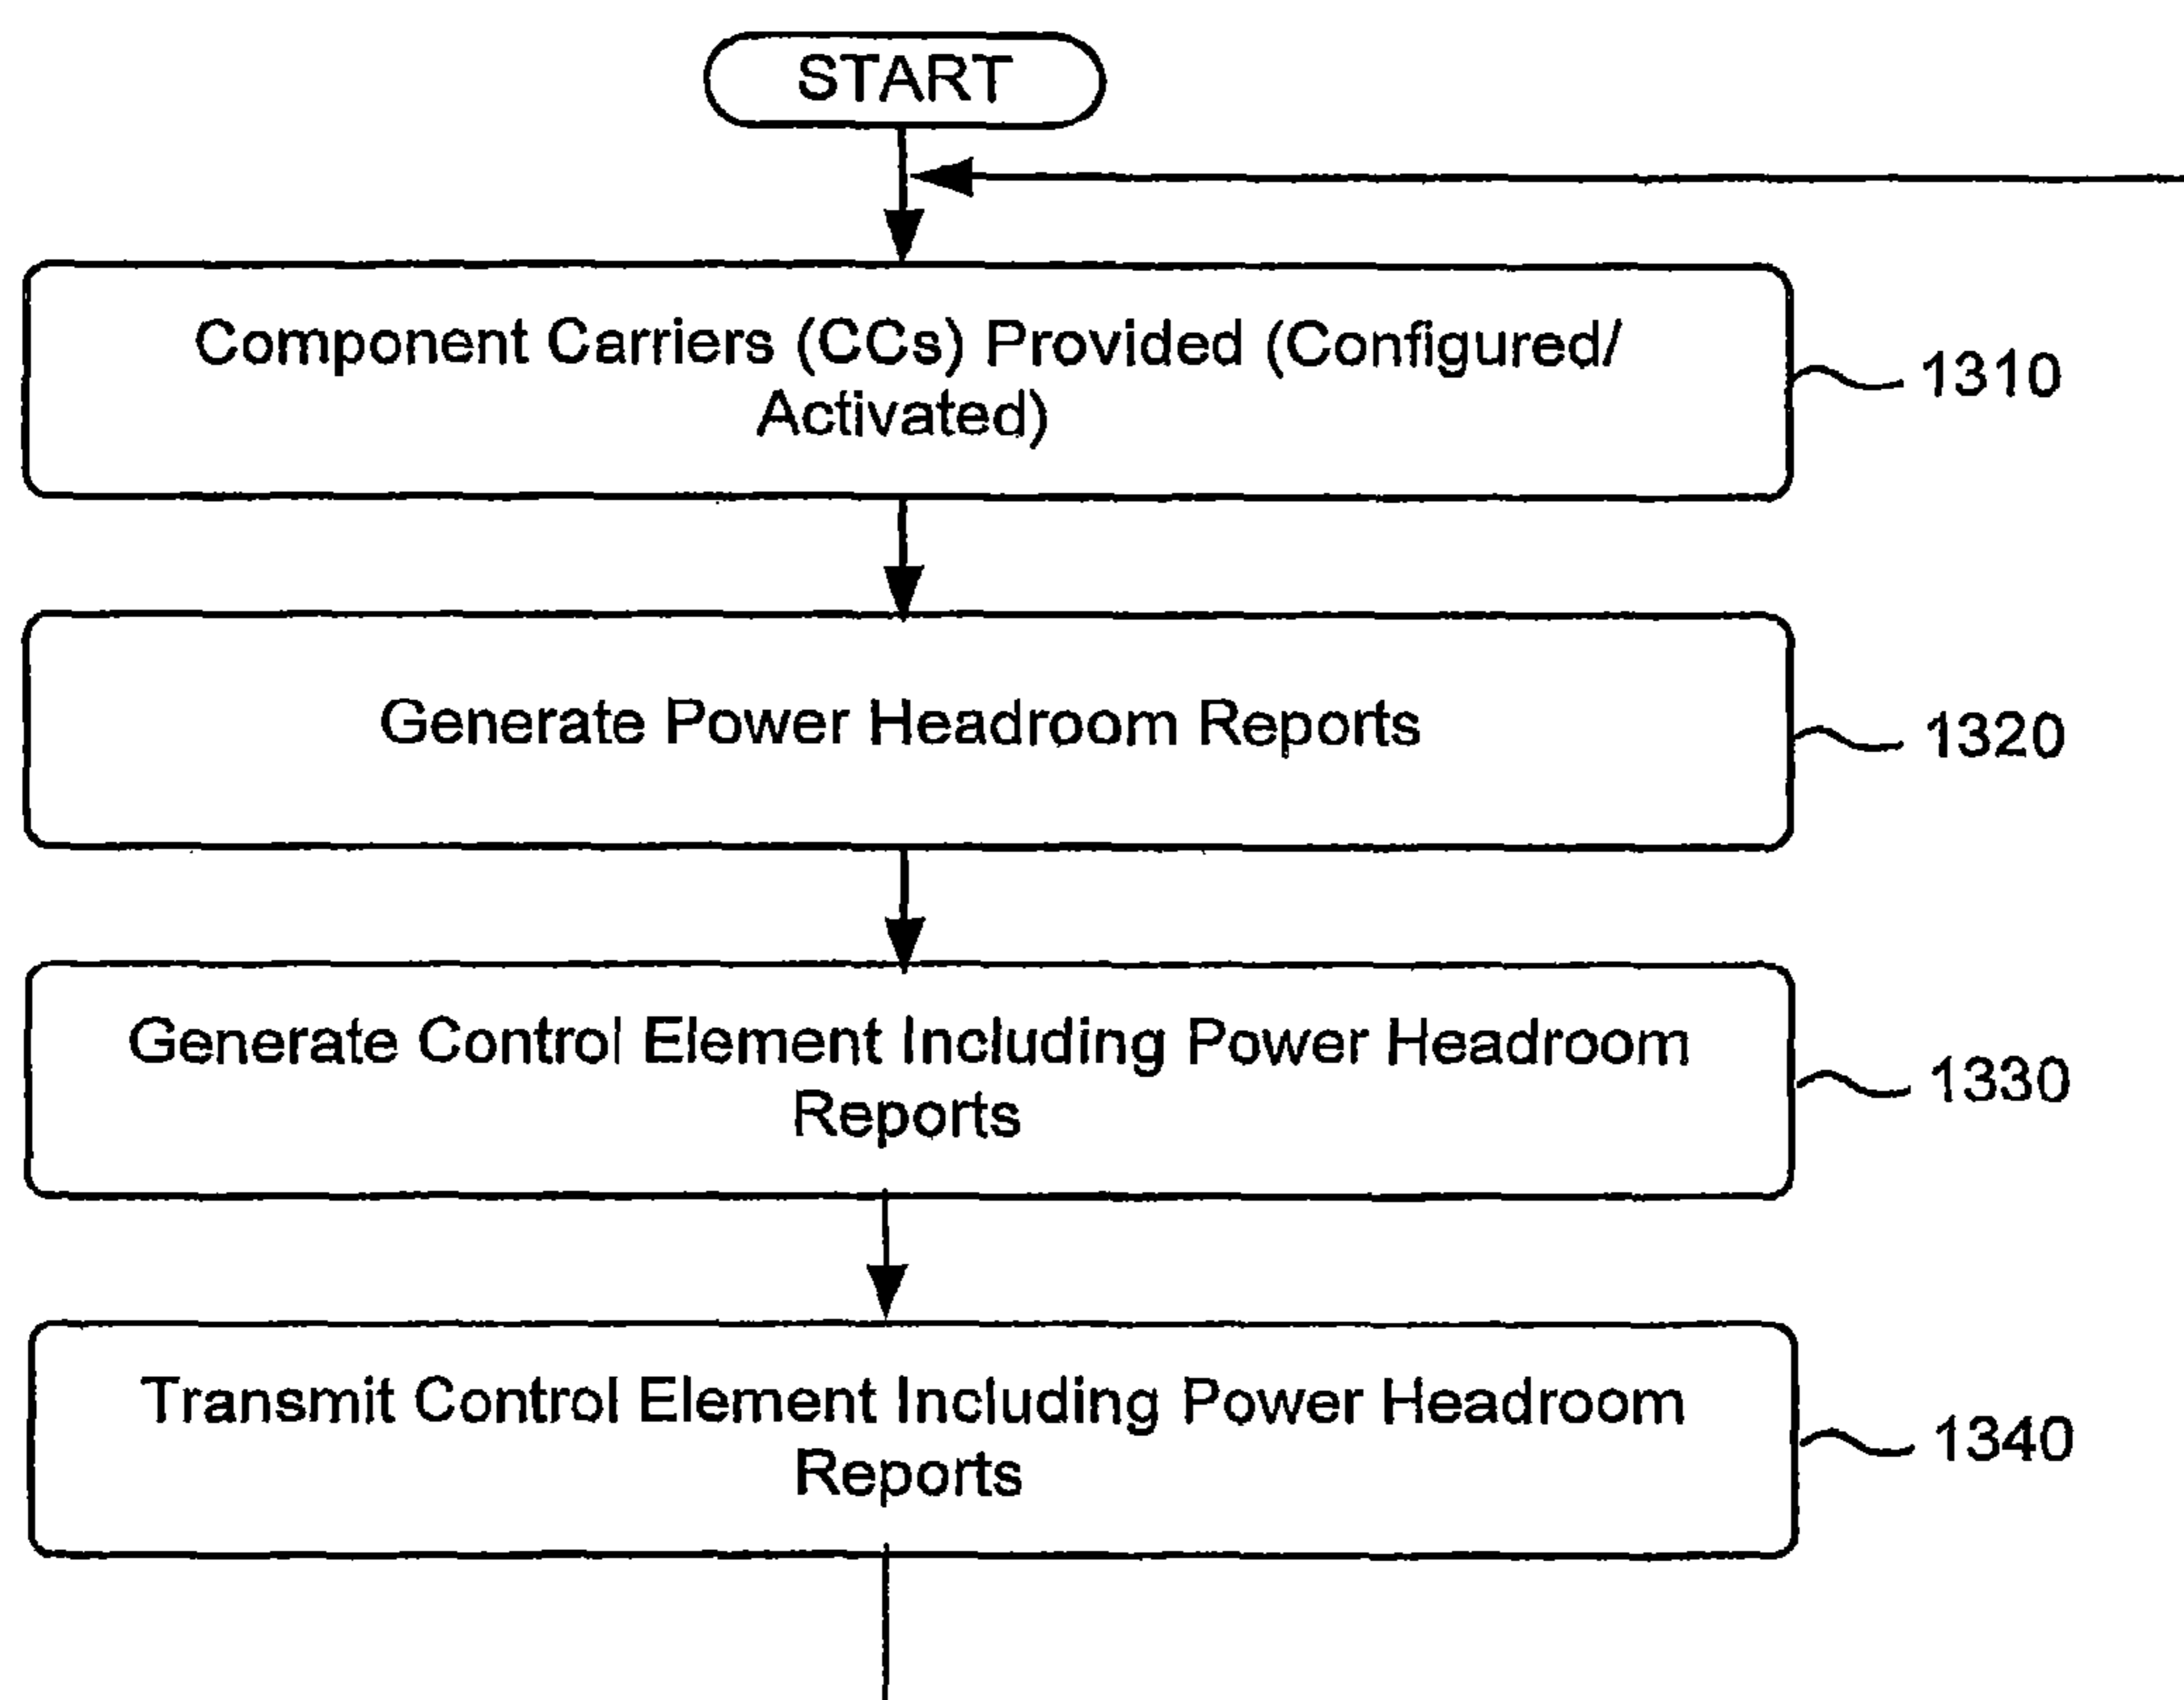 START
Component Carriers (CCs) Provided (Configured/
Activated)
1310
Generate Power Headroom Reports
1320
Generate Control Element Including Power Headroom
Reports
1330
Transmit Control Element Including Power Headroom
Reports
1340